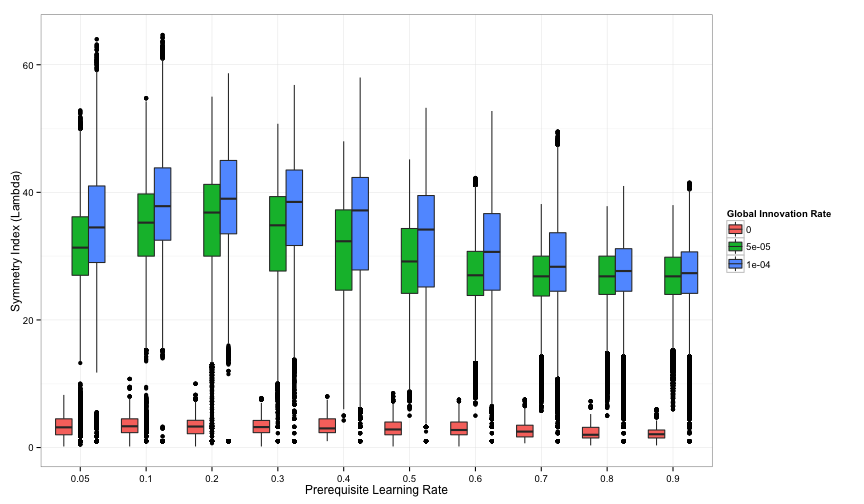 Symmetry Index (Lambda)
60
40
20
0
0.05 0.1 0.2 0.3 0.4 0.5 0.6 0.7 0.8 0.9
Prerequisite Learning Rate
Global Innovation Rate
0
5e-05
1e-04